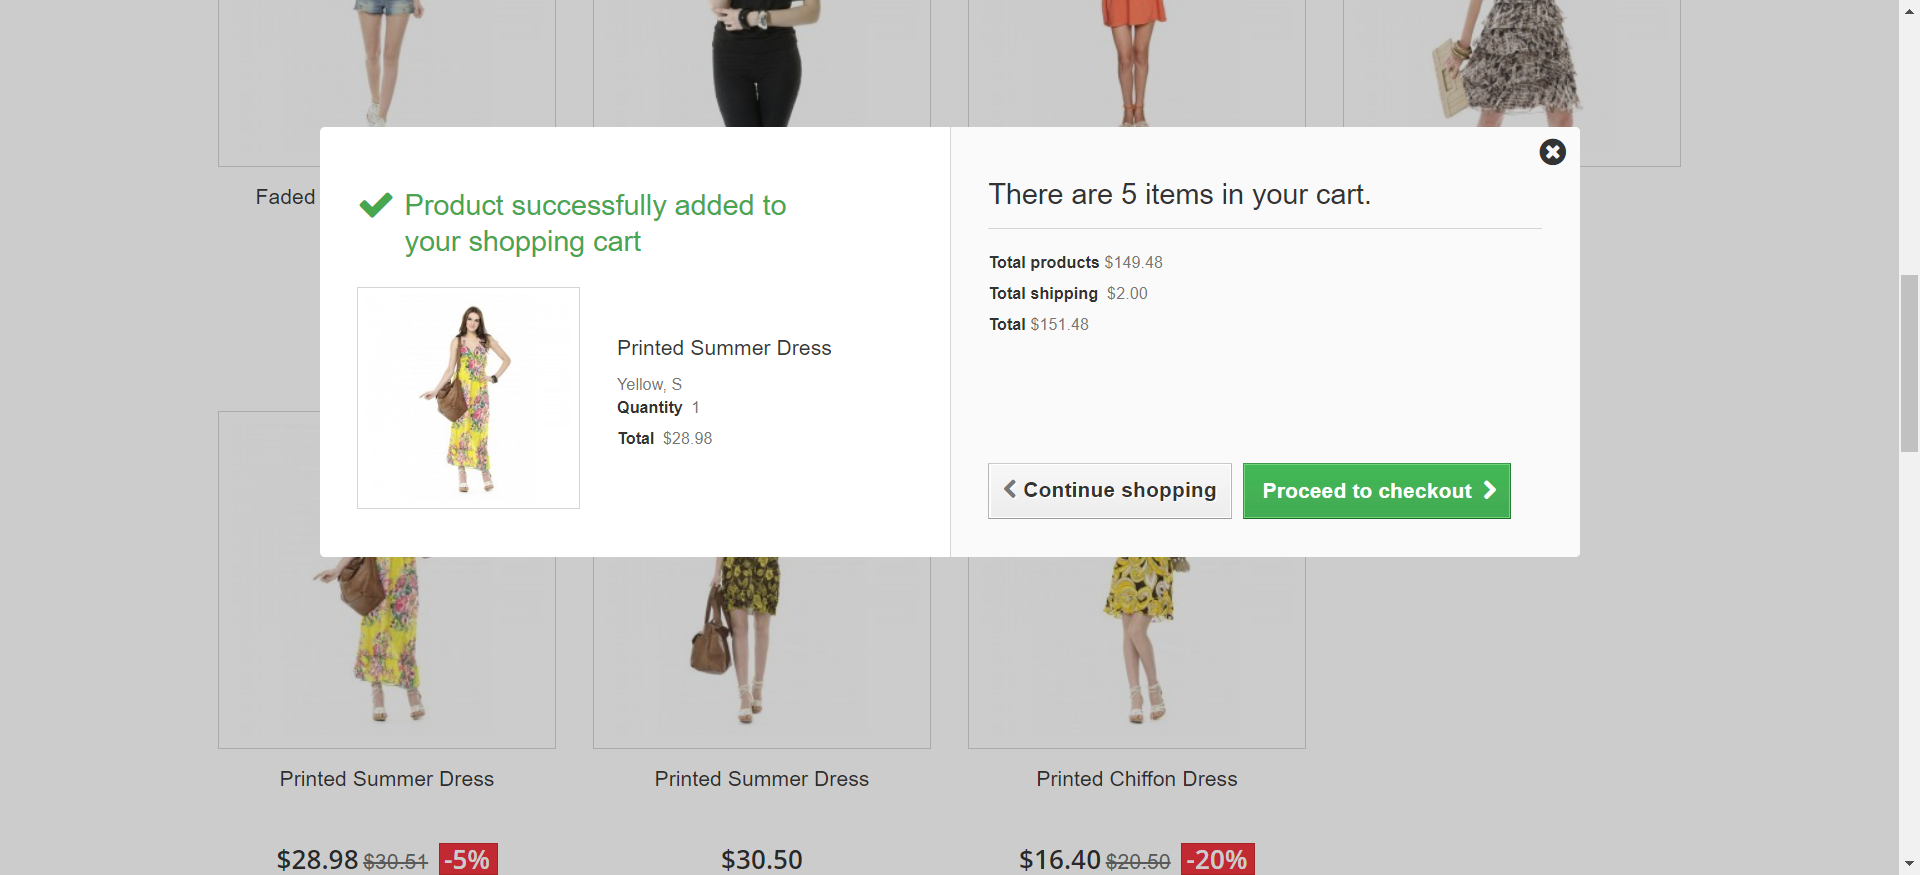 Faded
Product successfully added to
your shopping cart
Printed Summer Dress
Yellow, S
Quantity 1
Total $28.98
There are 5 items in your cart.
Total products $149.48
Total shipping $2.00
Total $151.48
Continue shopping
Proceed to checkout
Printed Summer Dress
Printed Summer Dress
Printed Chiffon Dress
$28.98 $30.51 -5%
$30.50
$16.40 $20.50 -20%